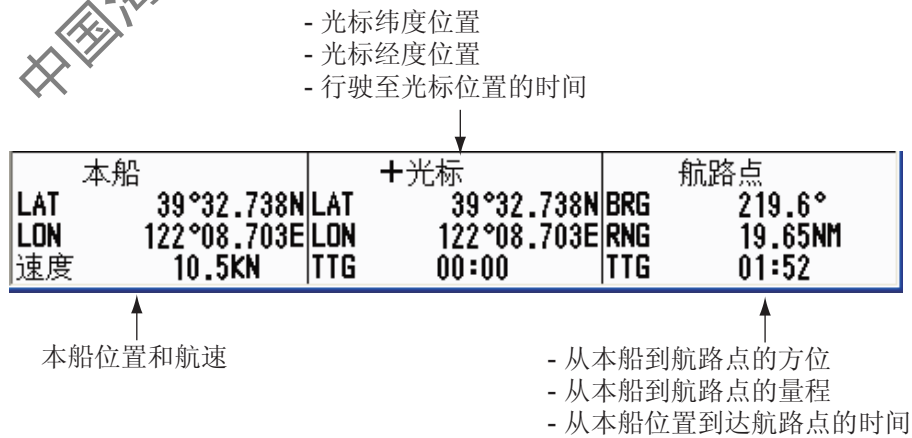 中国海
- 光标纬度位置
- 光标经度位置
- 行驶至光标位置的时间
本船 +光标 航路点
LAT 39°32.738N LAT 39°32.738N BRG 219.6°
LON 122°08.703E LON 122°08.703E RNG 19.65NM
速度 10.5KN TTG 00:00 TTG 01:52
本船位置和航速
- 从本船到航路点的方位
- 从本船到航路点的量程
- 从本船位置到达航路点的时间